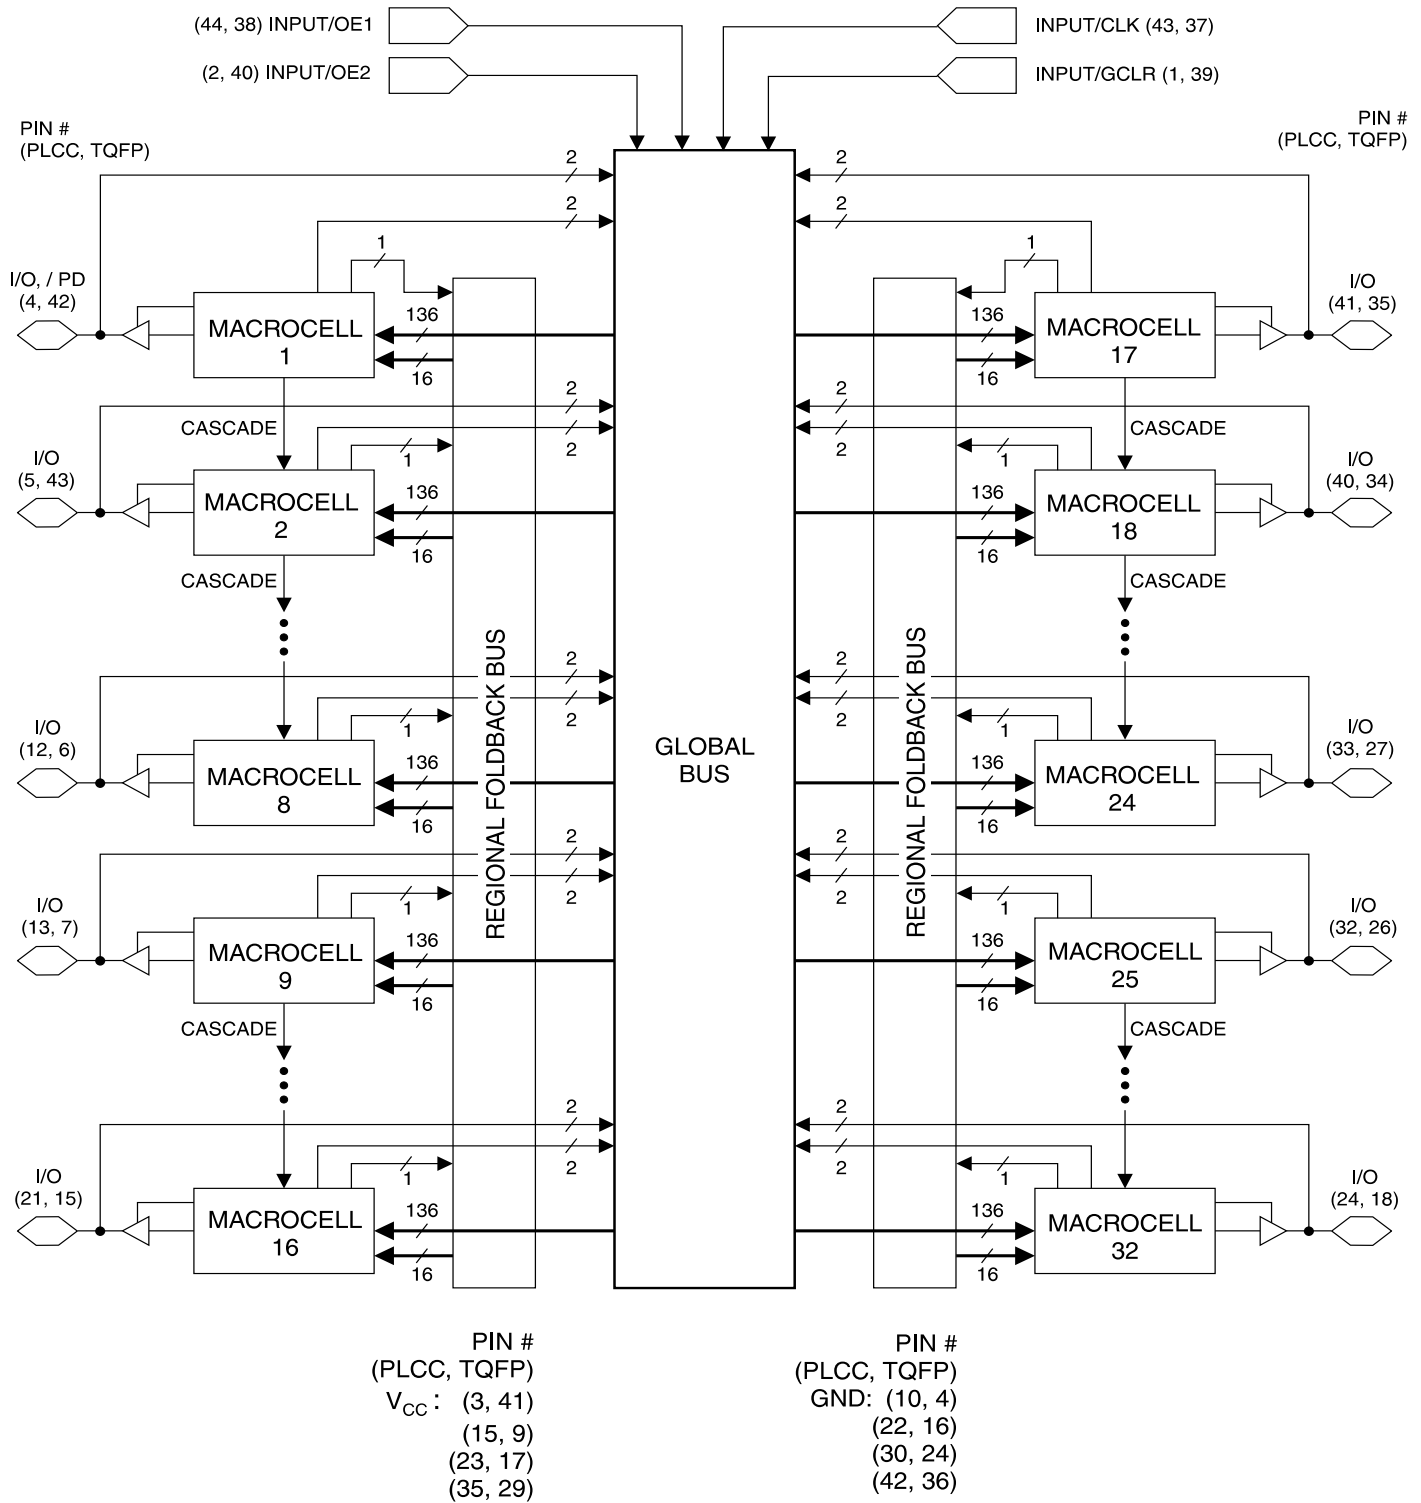 (44, 38) INPUT/OE1
INPUT/CLK (43, 37)
(2, 40) INPUT/OE2
INPUT/GCLR (1, 39)
PIN #
(PLCC, TQFP)
PIN #
(PLCC, TQFP)
2
2
2
2
1
1
I/O, / PD
(4, 42)
MACROCELL
1
136
16
136
16
MACROCELL
17
I/O
(41, 35)
CASCADE
2
2
1
2
2
1
CASCADE
I/O
(5, 43)
MACROCELL
2
136
16
136
16
MACROCELL
18
I/O
(40, 34)
CASCADE
CASCADE
REGIONAL FOLDBACK BUS
GLOBAL
BUS
REGIONAL FOLDBACK BUS
2
2
1
2
2
1
I/O
(12, 6)
MACROCELL
8
136
16
136
16
MACROCELL
24
I/O
(33, 27)
2
2
1
2
2
1
I/O
(13, 7)
MACROCELL
9
136
16
136
16
MACROCELL
25
I/O
(32, 26)
CASCADE
CASCADE
2
2
1
2
2
1
I/O
(21, 15)
MACROCELL
16
136
16
136
16
MACROCELL
32
I/O
(24, 18)
PIN #
(PLCC, TQFP)
VCC : (3, 41)
(15, 9)
(23, 17)
(35, 29)
PIN #
(PLCC, TQFP)
GND: (10, 4)
(22, 16)
(30, 24)
(42, 36)